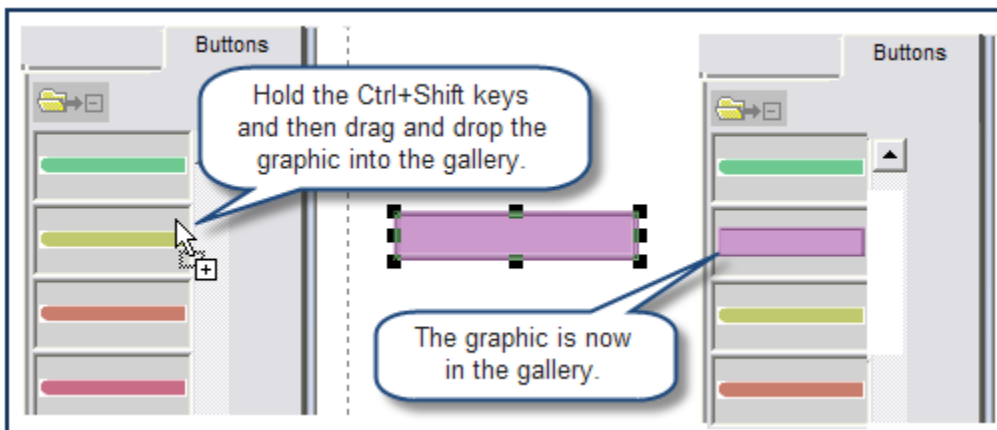 Buttons
Hold the Ctrl+Shift keys
and then drag and drop the
graphic into the gallery.
Buttons
The graphic is now
in the gallery.